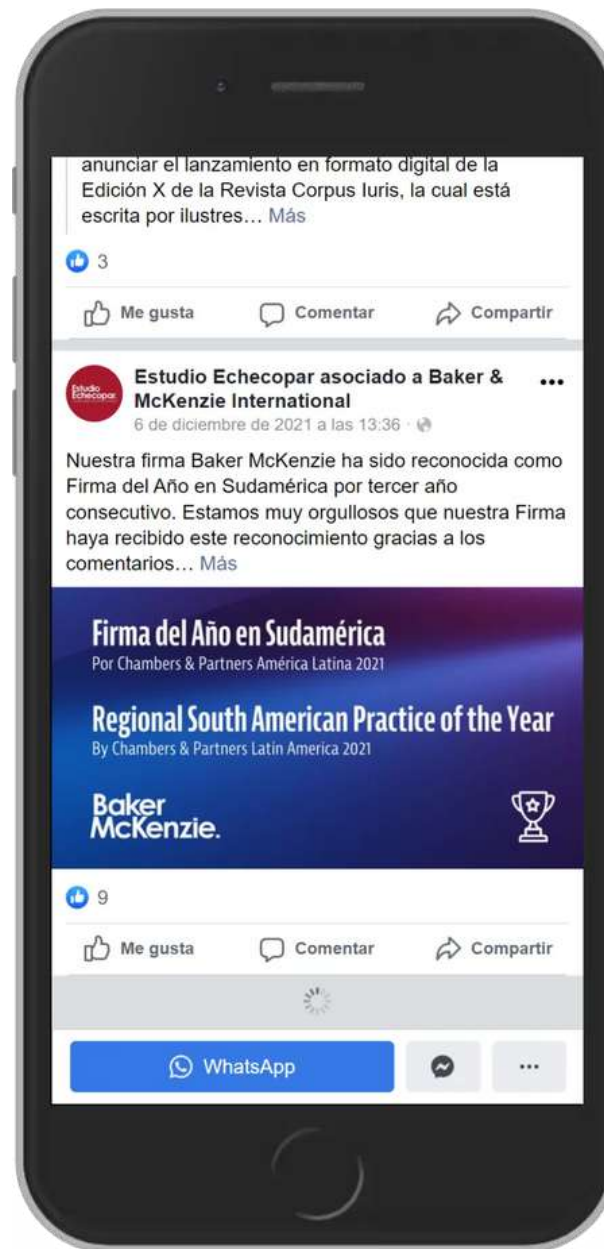 anunciar el lanzamiento en formato digital de la
Edición X de la Revista Corpus Iuris, la cual está
escrita por ilustres... Más
3
Me gusta
Comentar
Compartir
Estudio
Echecopar.
Estudio Echecopar asociado a Baker &
McKenzie International
6 de diciembre de 2021 a las 13:36 ·
Nuestra firma Baker McKenzie ha sido reconocida como
Firma del Año en Sudamérica por tercer año
consecutivo. Estamos muy orgullosos que nuestra Firma
haya recibido este reconocimiento gracias a los
comentarios... Más
Firma del Año en Sudamérica
Por Chambers & Partners América Latina 2021
Regional South American Practice of the Year
By Chambers & Partners Latin America 2021
Baker
McKenzie.
9
Me gusta
Comentar
Compartir
WhatsApp